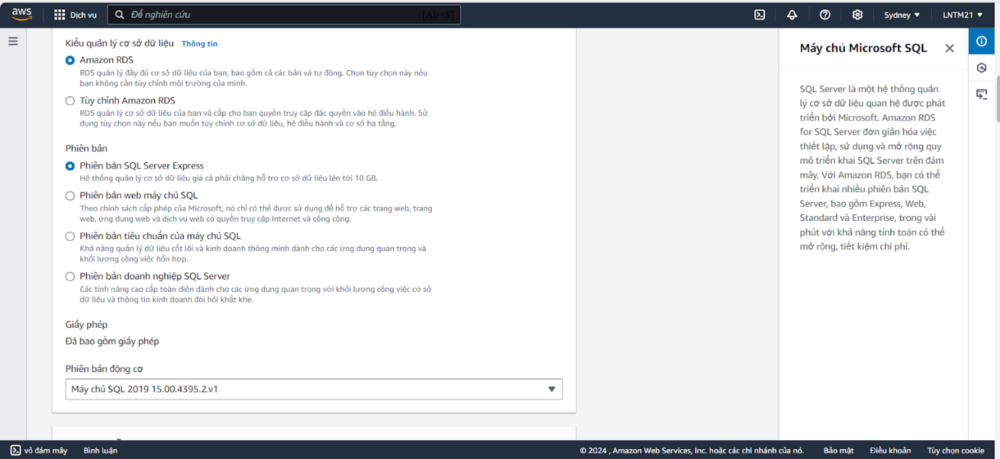 aws
Dịch vụ
Để nghiên cứu
[Alt+S]
Sydney
LNTM21
Kiểu quản lý cơ sở dữ liệu Thông tin
Amazon RDS
RDS quản lý đầy đủ cơ sở dữ liệu của bạn, bao gồm cả các bản vá tự động. Chọn tùy chọn này nếu
bạn không cần tùy chỉnh môi trường của mình.
Tùy chỉnh Amazon RDS
RDS quản lý cơ sở dữ liệu của bạn và cấp cho bạn quyền truy cập đặc quyền vào hệ điều hành. Sử
dụng tùy chọn này nếu bạn muốn tùy chỉnh cơ sở dữ liệu, hệ điều hành và cơ sở hạ tầng.
Phiên bản
Phiên bản SQL Server Express
Hệ thống quản lý cơ sở dữ liệu giá cả phải chăng hỗ trợ cơ sở dữ liệu lên tới 10 GB.
Phiên bản web máy chủ SQL
Theo chính sách cấp phép của Microsoft, nó chỉ có thể được sử dụng để hỗ trợ các trang web, trang
web, ứng dụng web và dịch vụ web có quyền truy cập Internet và công cộng.
Phiên bản tiêu chuẩn của máy chủ SQL
Khả năng quản lý dữ liệu cốt lõi và kinh doanh thông minh dành cho các ứng dụng quan trọng và
khối lượng công việc hỗn hợp.
Phiên bản doanh nghiệp SQL Server
Các tính năng cao cấp toàn diện dành cho các ứng dụng quan trọng với khối lượng công việc cơ sở
dữ liệu và thông tin kinh doanh đòi hỏi khắt khe.
Giấy phép
Đã bao gồm giấy phép
Phiên bản động cơ
Máy chủ SQL 2019 15.00.4395.2.v1
Máy chủ Microsoft SQL
SQL Server là một hệ thống quản
lý cơ sở dữ liệu quan hệ được phát
triển bởi Microsoft. Amazon RDS
for SQL Server đơn giản hóa việc
thiết lập, sử dụng và mở rộng quy
mô triển khai SQL Server trên đám
mây. Với Amazon RDS, bạn có thể
triển khai nhiều phiên bản SQL
Server, bao gồm Express, Web,
Standard và Enterprise, trong vài
phút với khả năng tính toán có thể
mở rộng, tiết kiệm chi phí.
vỏ đám mây
Bình luận
© 2024 , Amazon Web Services, Inc. hoặc các chi nhánh của nó.
Bảo mật
Điều khoản
Tùy chọn cookie